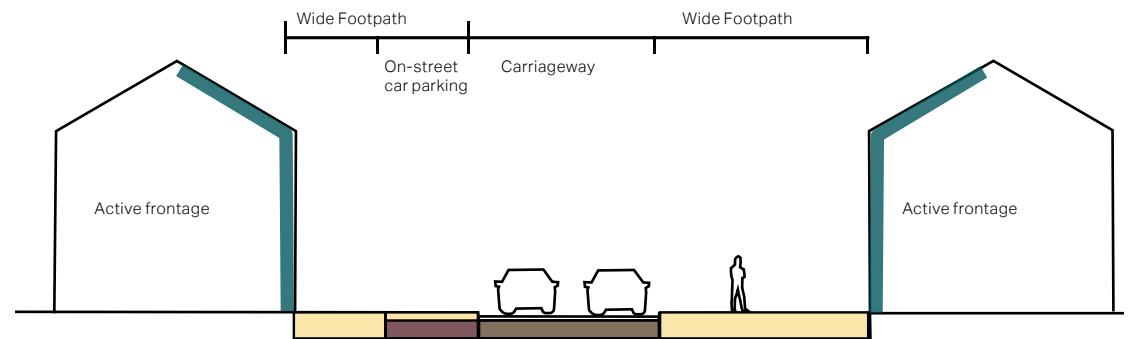 Wide Footpath
Wide Footpath
On-street
car parking
Carriageway
Active frontage
Active frontage